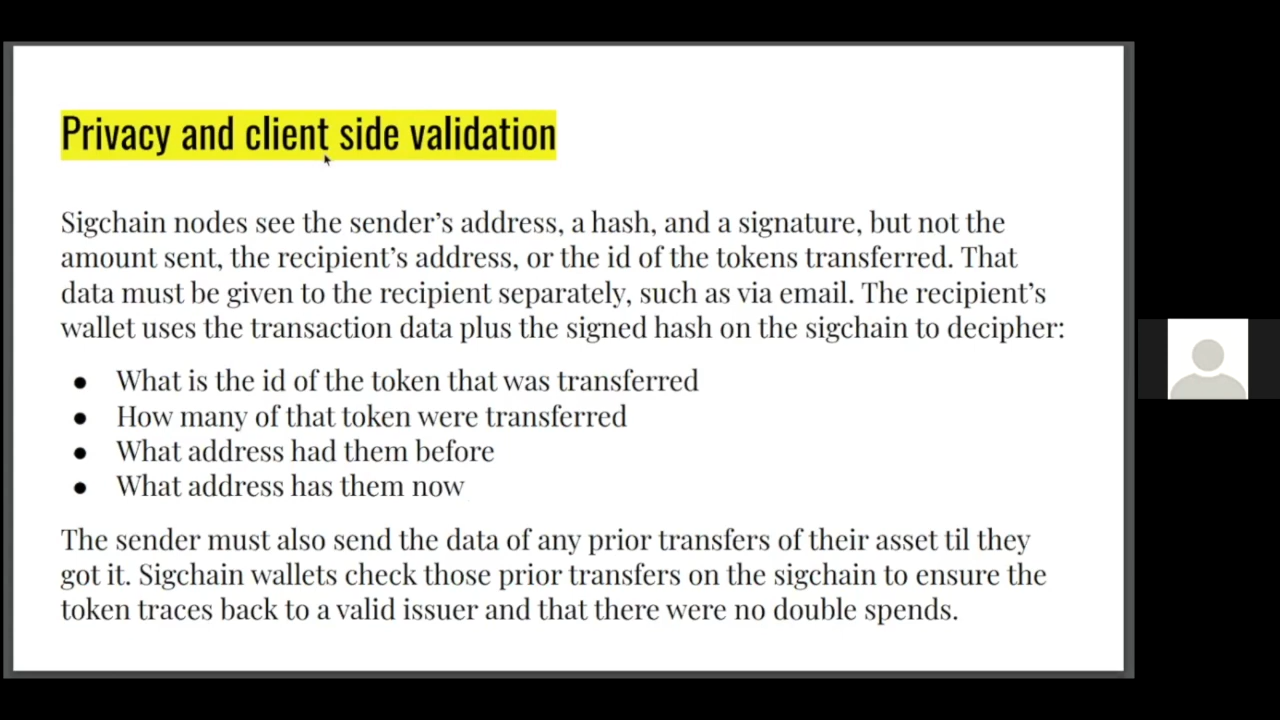 Privacy and client side validation
Sigchain nodes see the sender’s address, a hash, and a signature, but not the
amount sent, the recipient’s address, or the id of the tokens transferred. That
data must be given to the recipient separately, such as via email. The recipient’s
wallet uses the transaction data plus the signed hash on the sigchain to decipher:
● What is the id of the token that was transferred
● How many of that token were transferred
● What address had them before
● What address has them now
The sender must also send the data of any prior transfers of their asset til they
got it. Sigchain wallets check those prior transfers on the sigchain to ensure the
token traces back to a valid issuer and that there were no double spends.